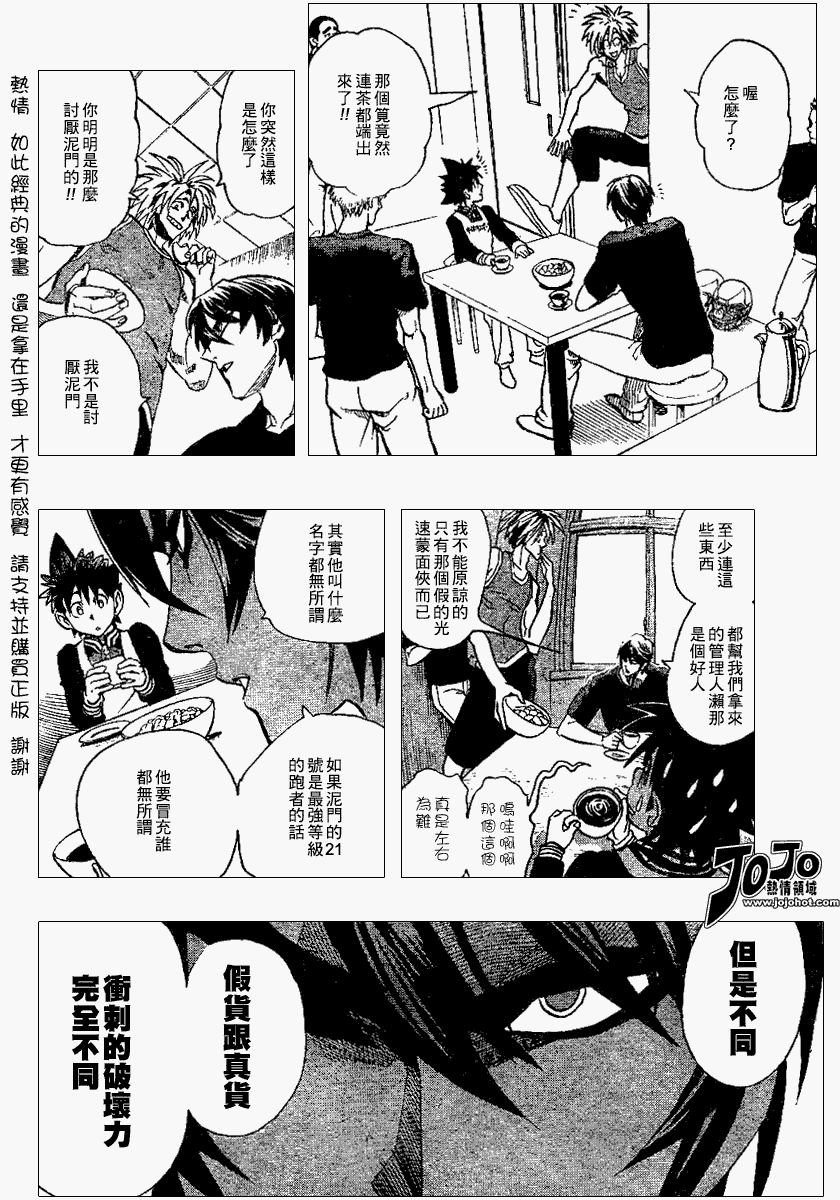 喔
怎麼了？
那個竟竟然
連茶都端出
來了!!
你突然這樣
是怎麼了
你明明是那麼
討厭泥門的!!
我不是討
厭泥門
至少連這
些東西
都幫我們拿來
的管理人瀨那
是個好人
我不能原諒的
只有那個假的光
速蒙面俠而已
嗚哇啊啊
那個這個
真是左右
為難
其實他叫什麼
名字都無所謂
如果泥門的21
號是最強等級
的跑者的話
他要冒充誰
都無所謂
但是不同
假貨跟真貨
衝刺的破壞力
完全不同
熱情 如此經典的漫畫 還是拿在手里 才更有感覺 請支持並購買正版 謝謝
JOJO
熱情領域
www.jojohot.com